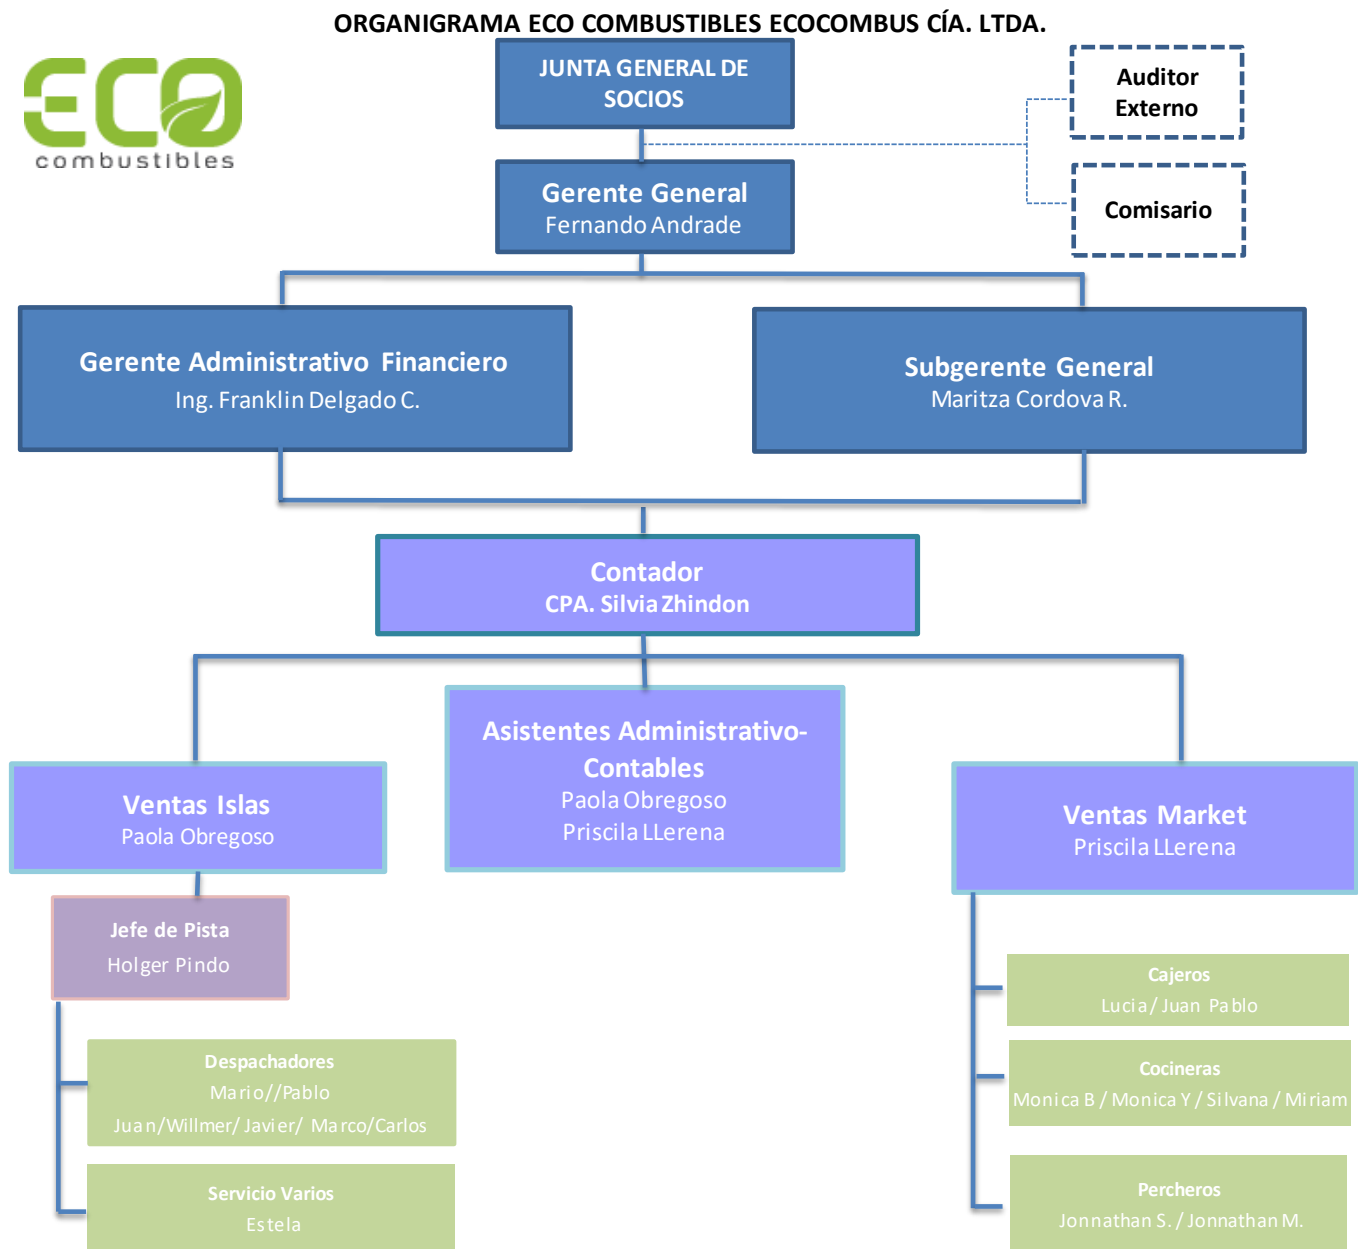 ORGANIGRAMA ECO COMBUSTIBLES ECOCOMBUS CÍA. LTDA.
ECO
combustibles
JUNTA GENERAL DE
SOCIOS
Auditor
Externo
Gerente General
Fernando Andrade
Comisario
Gerente Administrativo Financiero
Ing. Franklin Delgado C.
Subgerente General
Maritza Cordova R.
Contador
CPA. Silvia Zhindon
Asistentes Administrativo-
Contables
Paola Obregoso
Priscila LLerena
Ventas Islas
Paola Obregoso
Ventas Market
Priscila LLerena
Jefe de Pista
Holger Pindo
Despachadores
Mario//Pablo
Juan/Willmer/ Javier/ Marco/Carlos
Servicio Varios
Estela
Cajeros
Lucia/ Juan Pablo
Cocineras
Monica B / Monica Y / Silvana / Miriam
Percheros
Jonnathan S. / Jonnathan M.